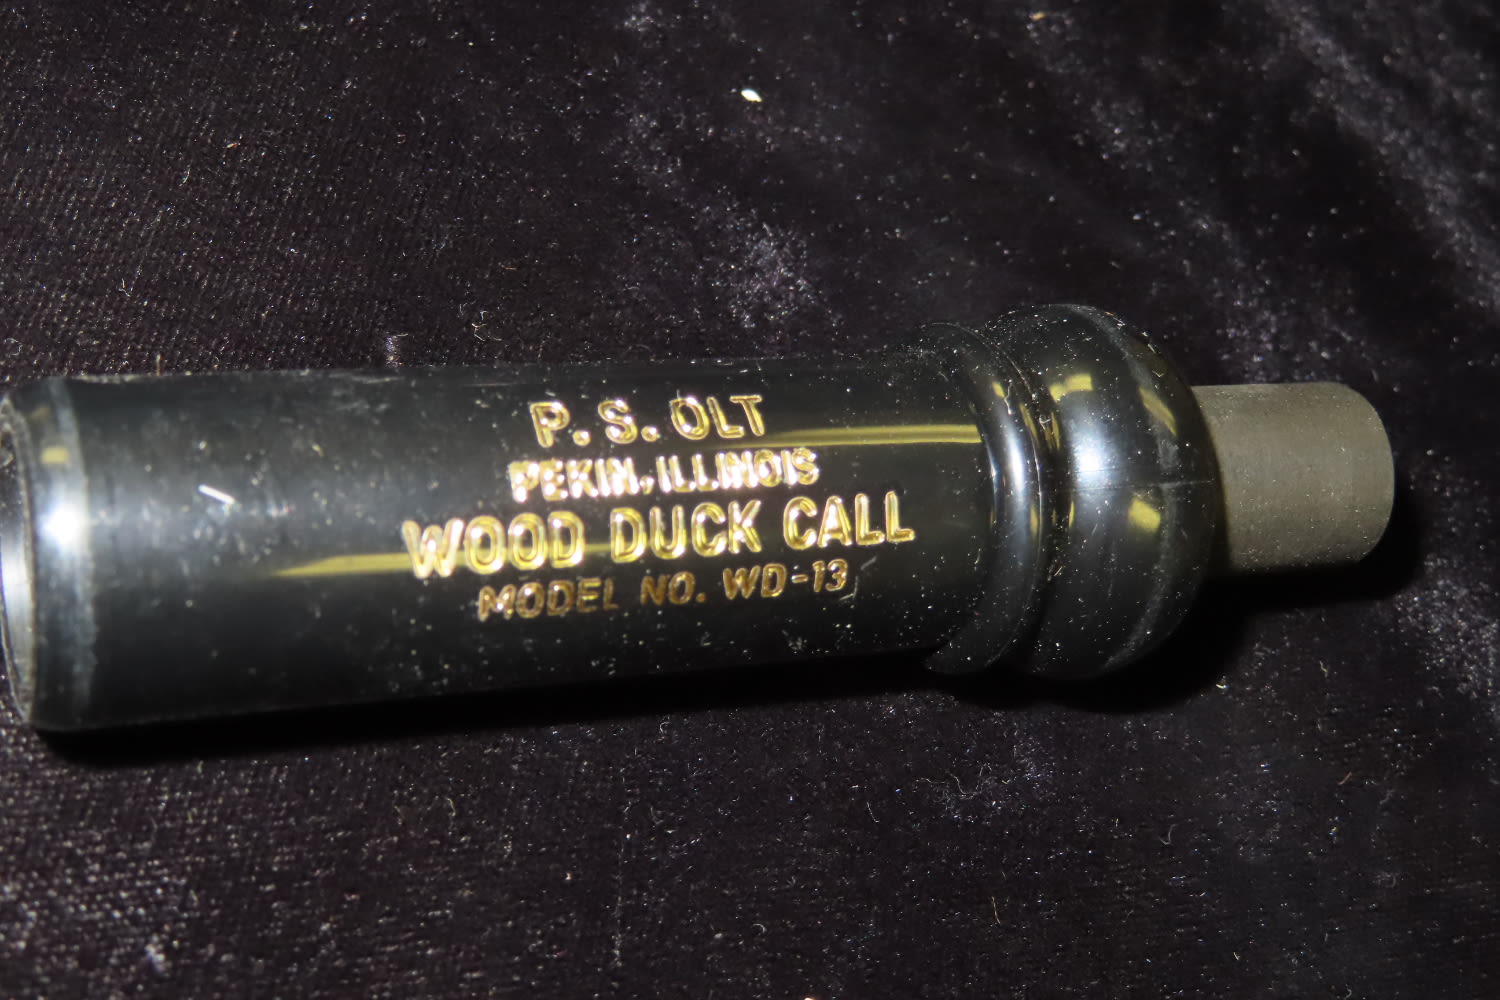 P. S. OLT
PEKIN, ILLINOIS
WOOD DUCK CALL
MODEL NO. WD-13